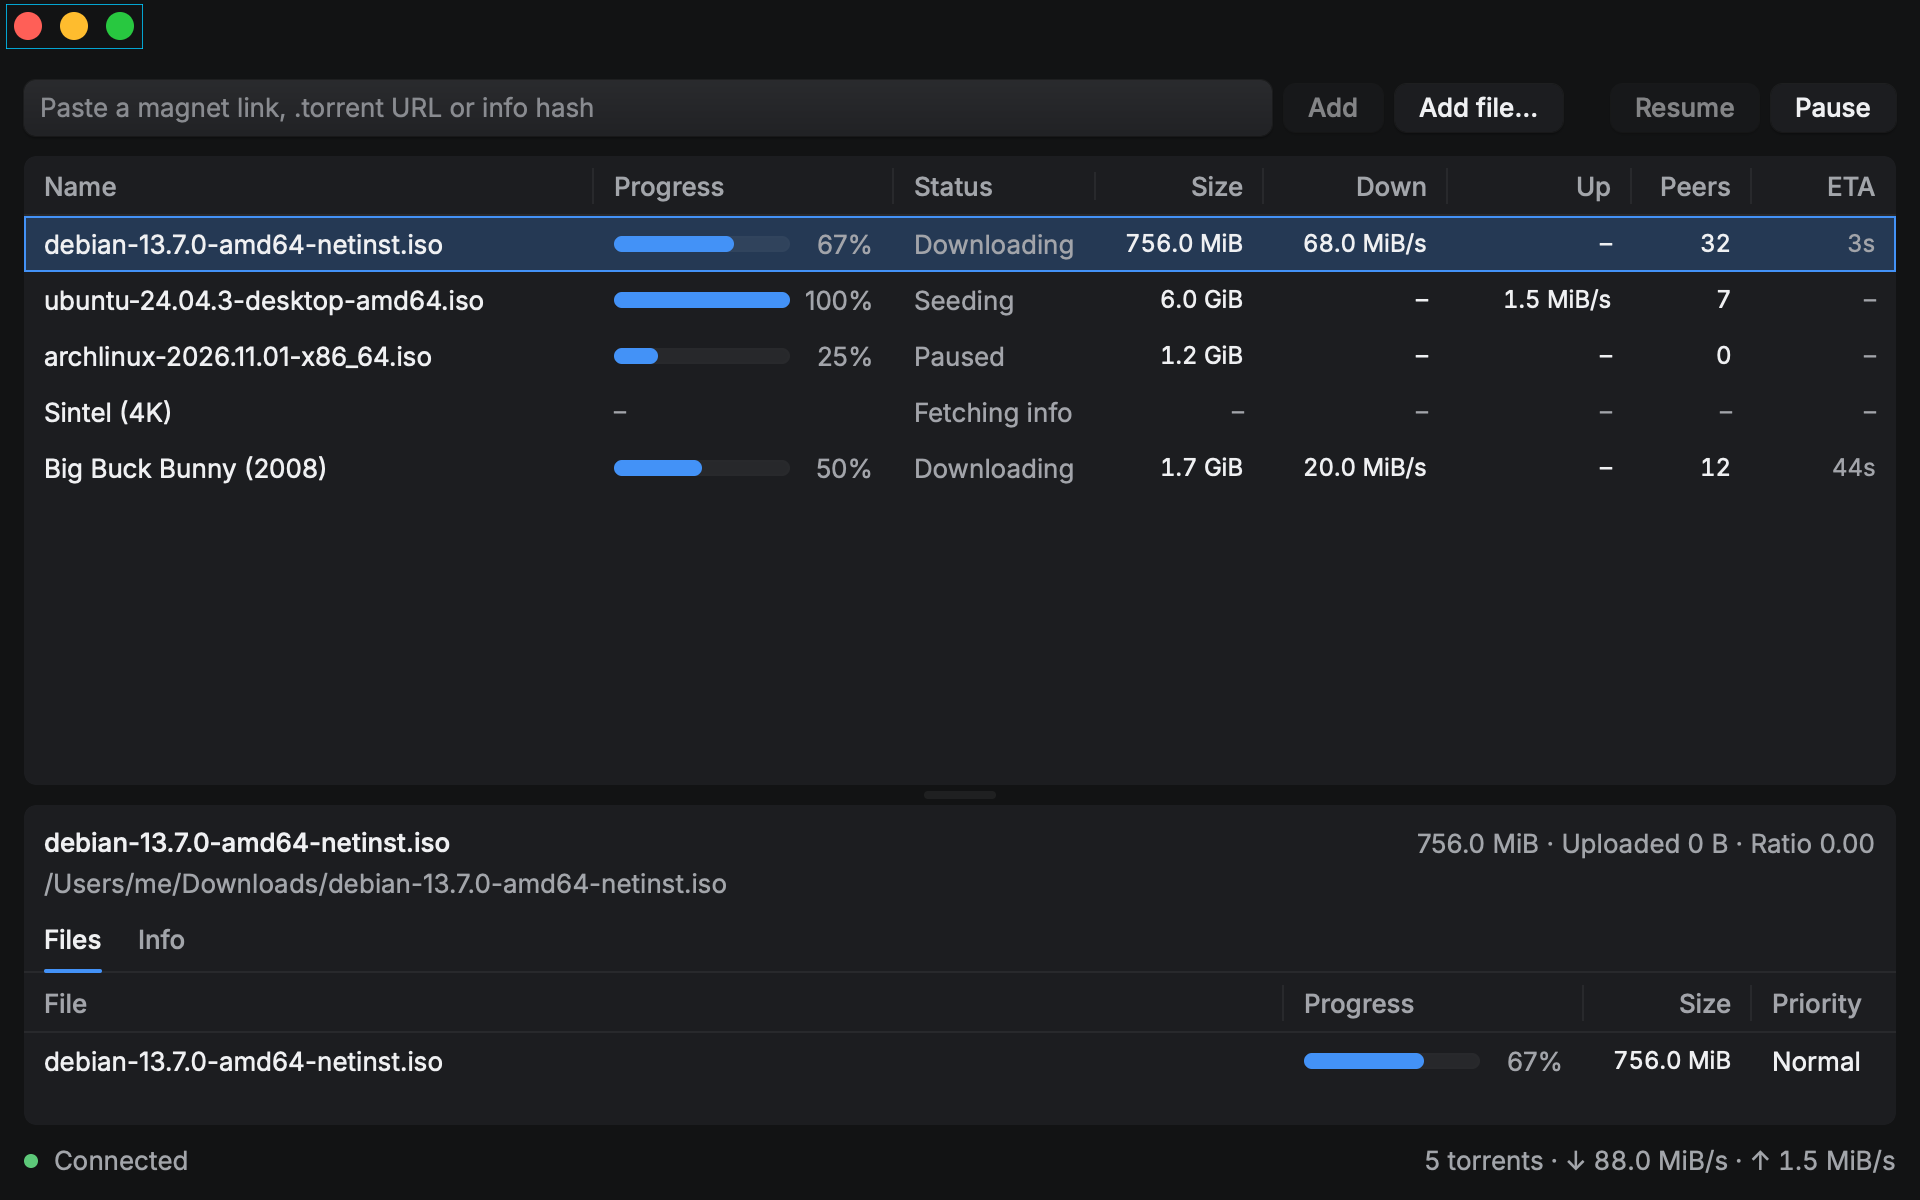 Paste a magnet link, .torrent URL or info hash Add Add file... Resume Pause
Name Progress Status Size Down Up Peers ETA
debian-13.7.0-amd64-netinst.iso 67% Downloading 756.0 MiB 68.0 MiB/s – 32 3s
ubuntu-24.04.3-desktop-amd64.iso 100% Seeding 6.0 GiB – 1.5 MiB/s 7 –
archlinux-2026.11.01-x86_64.iso 25% Paused 1.2 GiB – – 0 –
Sintel (4K) – Fetching info – – – – –
Big Buck Bunny (2008) 50% Downloading 1.7 GiB 20.0 MiB/s – 12 44s
debian-13.7.0-amd64-netinst.iso 756.0 MiB · Uploaded 0 B · Ratio 0.00
/Users/me/Downloads/debian-13.7.0-amd64-netinst.iso
Files Info
File Progress Size Priority
debian-13.7.0-amd64-netinst.iso 67% 756.0 MiB Normal
Connected 5 torrents · ↓ 88.0 MiB/s · ↑ 1.5 MiB/s